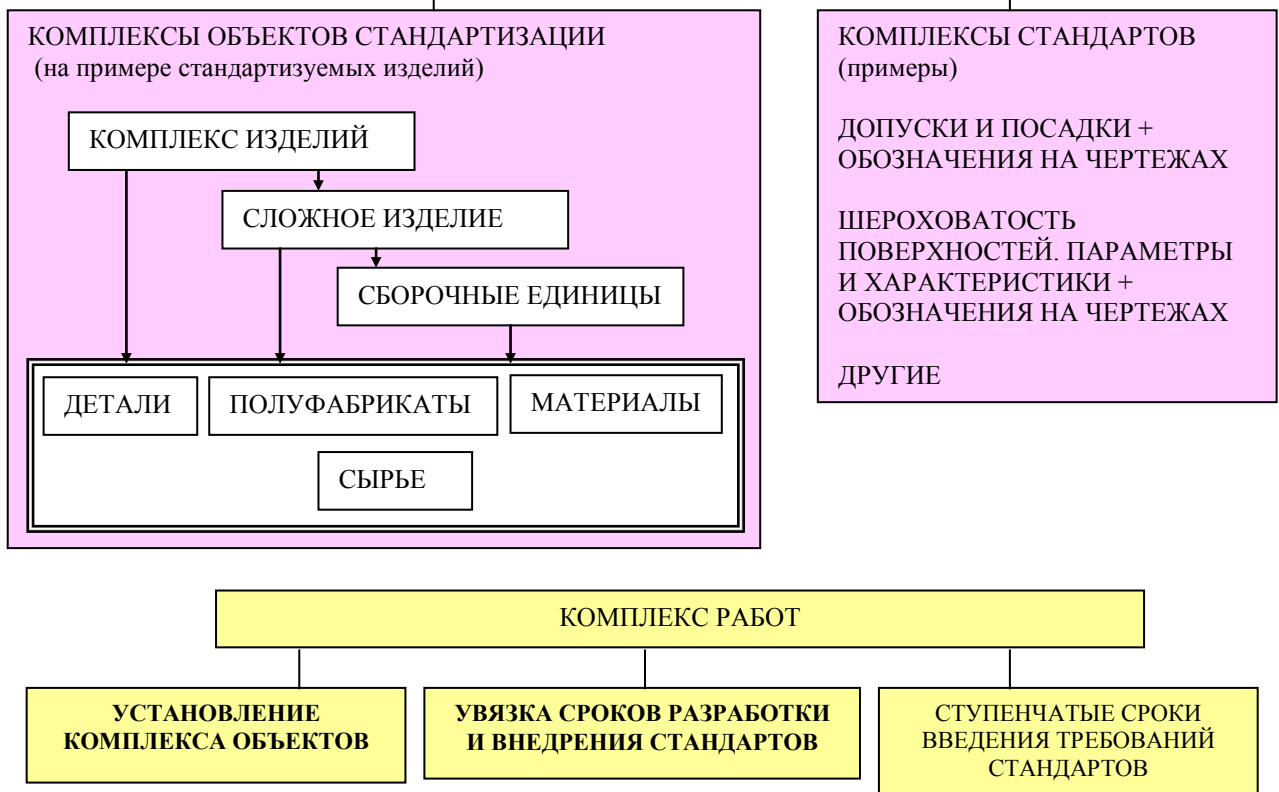 КОМПЛЕКСЫ ОБЪЕКТОВ СТАНДАРТИЗАЦИИ
(на примере стандартизуемых изделий)
КОМПЛЕКС ИЗДЕЛИЙ
СЛОЖНОЕ ИЗДЕЛИЕ
СБОРОЧНЫЕ ЕДИНИЦЫ
ДЕТАЛИ
ПОЛУФАБРИКАТЫ
МАТЕРИАЛЫ
СЫРЬЕ
КОМПЛЕКСЫ СТАНДАРТОВ
(примеры)
ДОПУСКИ И ПОСАДКИ +
ОБОЗНАЧЕНИЯ НА ЧЕРТЕЖАХ
ШЕРОХОВАТОСТЬ
ПОВЕРХНОСТЕЙ. ПАРАМЕТРЫ
И ХАРАКТЕРИСТИКИ +
ОБОЗНАЧЕНИЯ НА ЧЕРТЕЖАХ
ДРУГИЕ
КОМПЛЕКС РАБОТ
УСТАНОВЛЕНИЕ
КОМПЛЕКСА ОБЪЕКТОВ
УВЯЗКА СРОКОВ РАЗРАБОТКИ
И ВНЕДРЕНИЯ СТАНДАРТОВ
СТУПЕНЧАТЫЕ СРОКИ
ВВЕДЕНИЯ ТРЕБОВАНИЙ
СТАНДАРТОВ